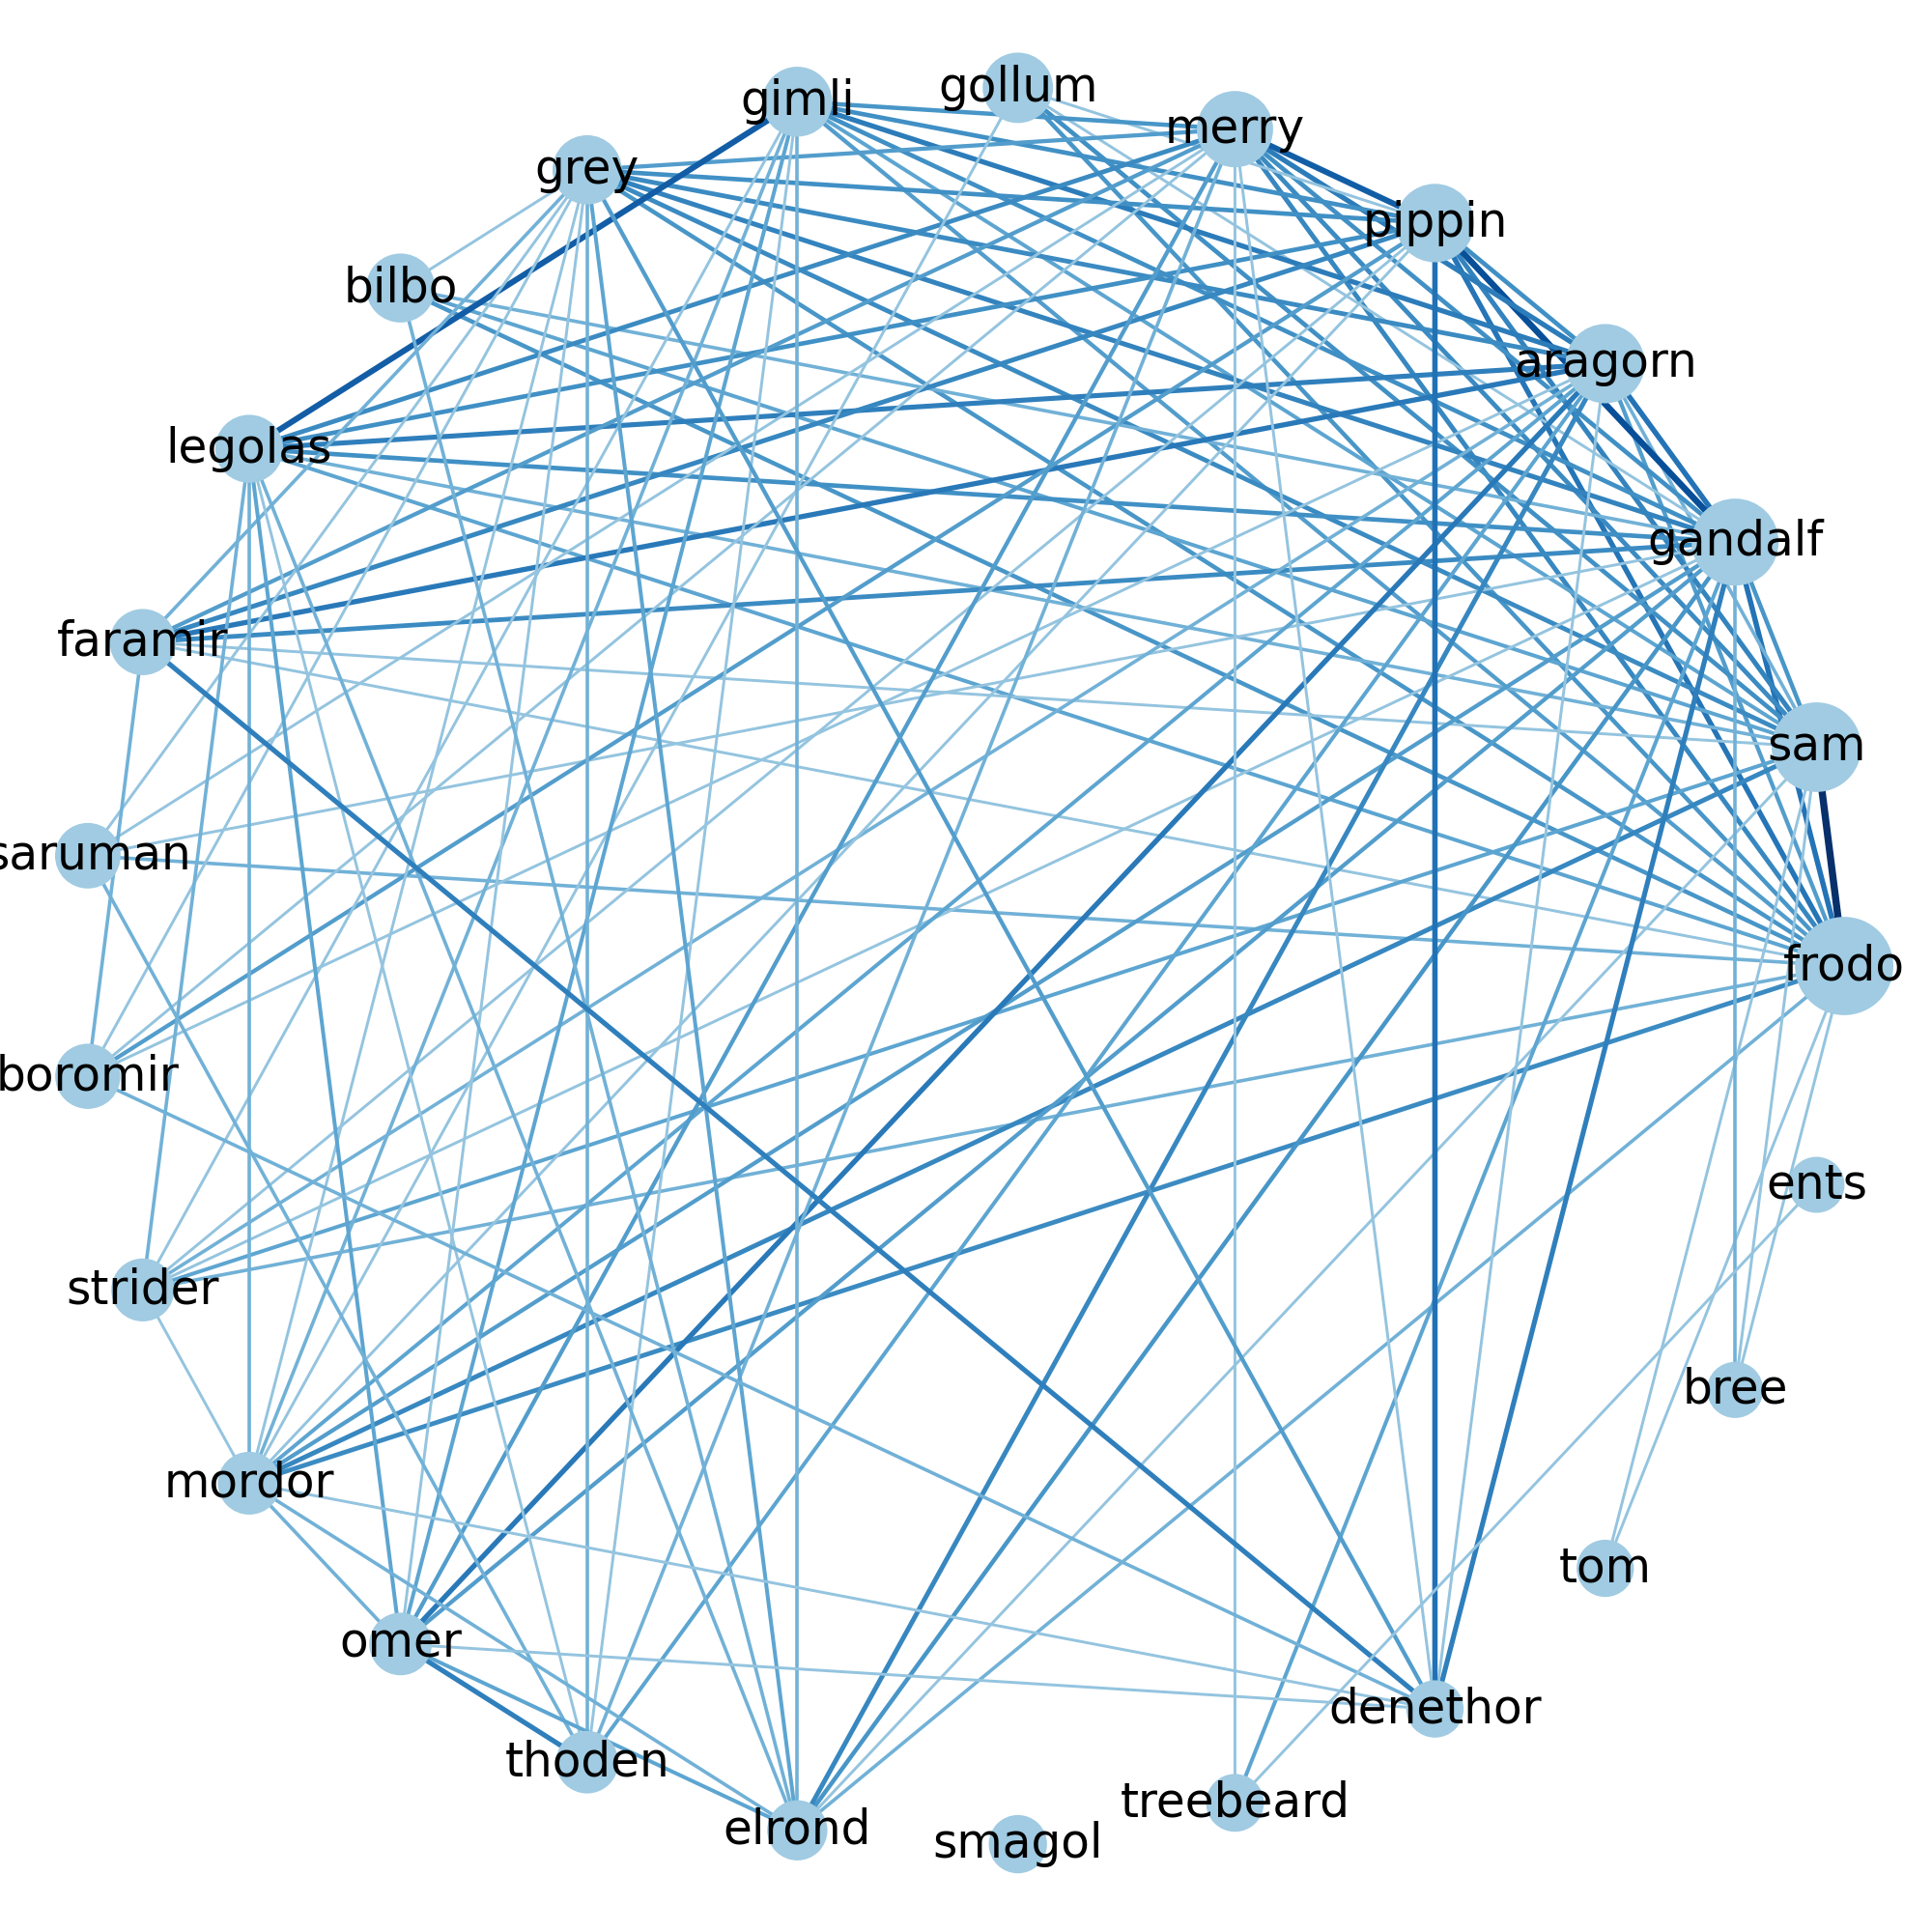 gimli
gollum
merry
grey
pippin
bilbo
aragorn
legolas
gandalf
faramir
sam
saruman
frodo
boromir
ents
strider
bree
mordor
tom
omer
denethor
thoden
treebeard
elrond
smagol